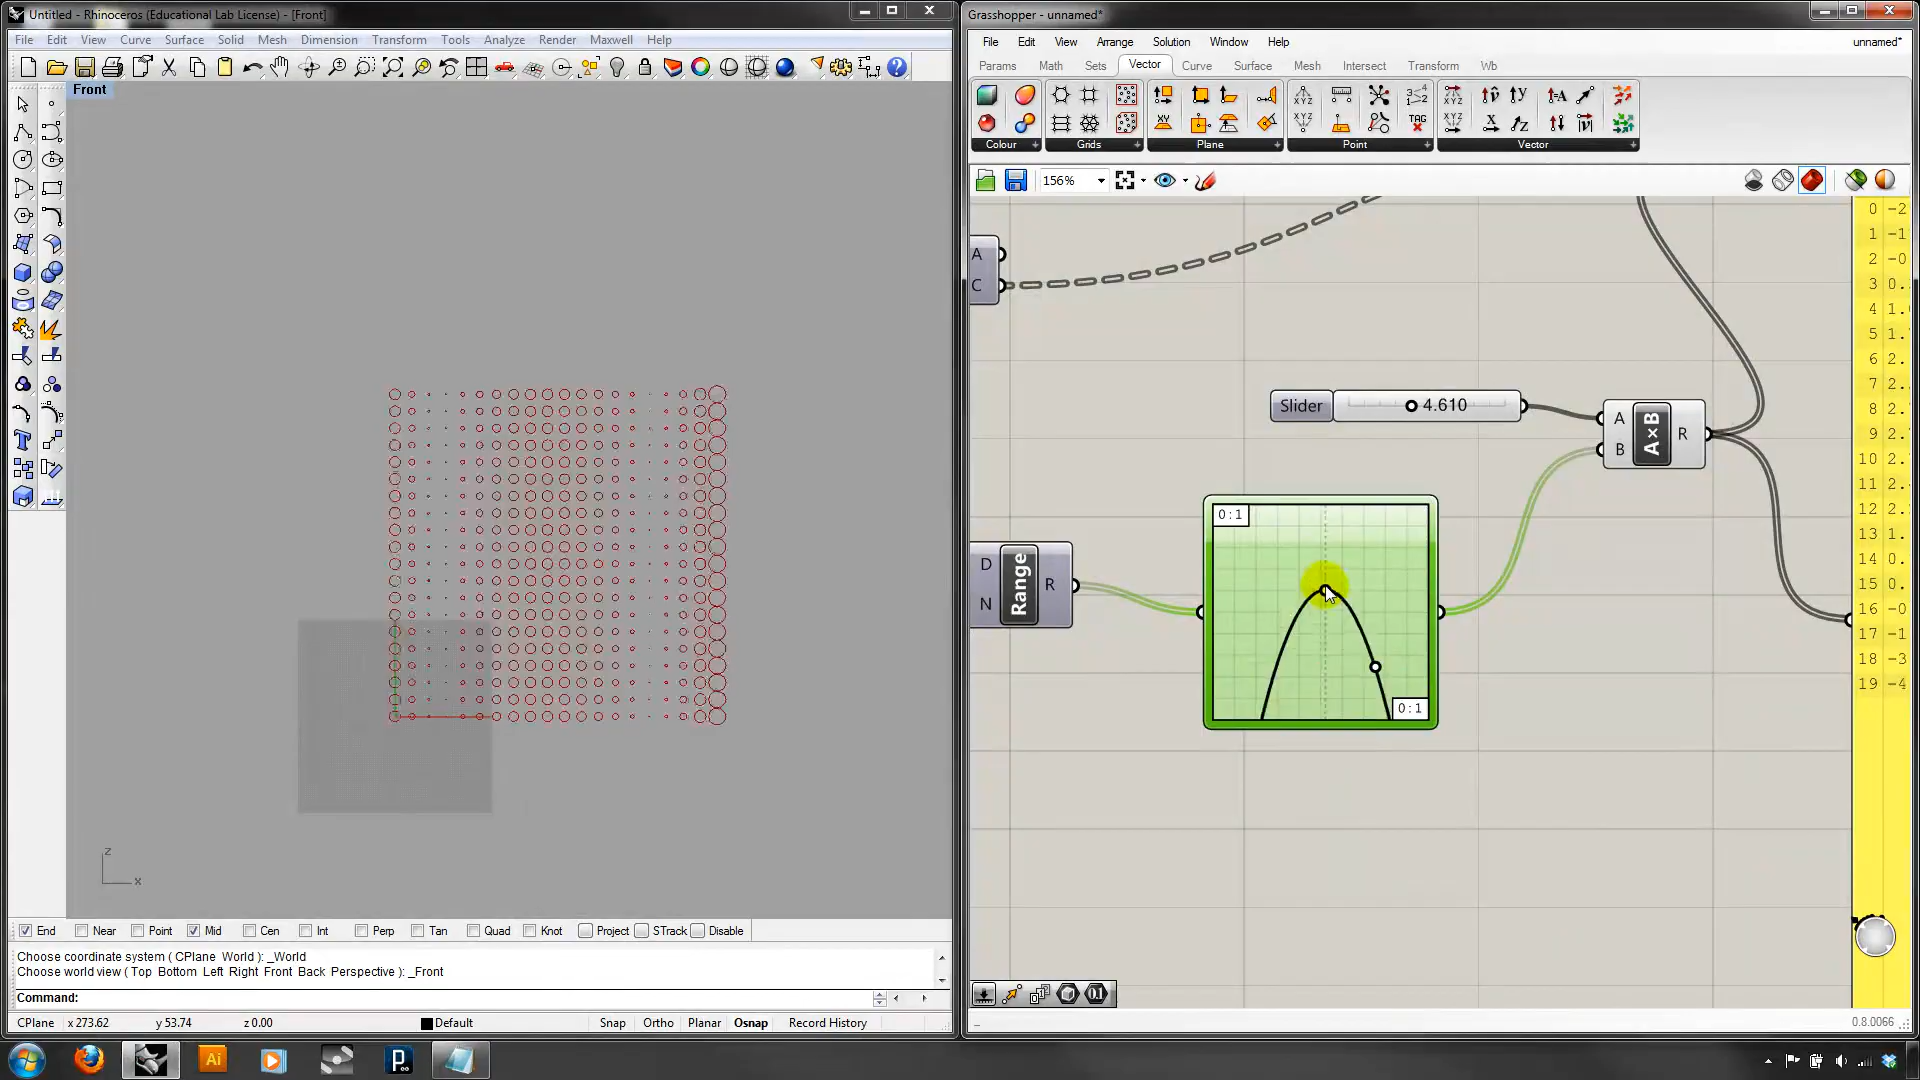 Untitled - Rhinoceros (Educational Lab License) - [Front]
File Edit View Curve Surface Solid Mesh Dimension Transform Tools Analyze Render Maxwell Help
Front
z
x
End Near Point Mid Cen Int Perp Tan Quad Knot Project STrack Disable
Choose coordinate system ( CPlane World ): _World
Choose world view ( Top Bottom Left Right Front Back Perspective ): _Front
Command:
CPlane x 273.62 y 53.74 z 0.00 Default Snap Ortho Planar Osnap Record History
Grasshopper - unnamed*
File Edit View Arrange Solution Window Help unnamed*
Params Math Sets Vector Curve Surface Mesh Intersect Transform Wb
Colour Grids Plane Point Vector
156%
A
C
Slider 4.610
A
B
A×B
R
D
N
Range
R
0 : 1
0 : 1
0 -2
1 -1
2 -0
3 0.
4 1.
5 1.
6 2.
7 2.
8 2.
9 2.
10 2.
11 2.
12 2.
13 1.
14 0.
15 0.
16 -0
17 -1
18 -3
19 -4
0.8.0066
Ai